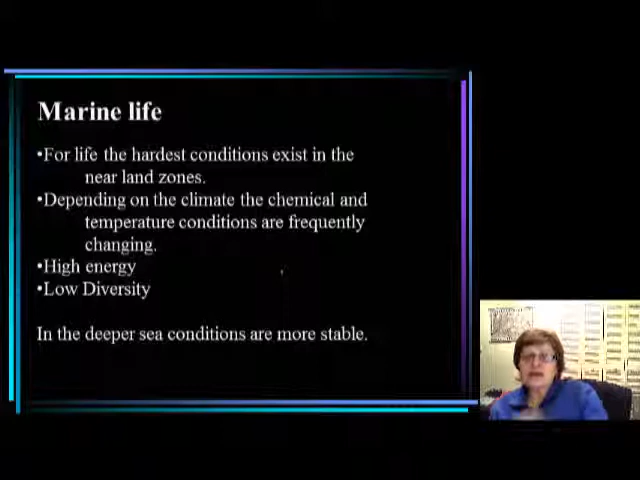 Marine life
•For life the hardest conditions exist in the
near land zones.
•Depending on the climate the chemical and
temperature conditions are frequently
changing.
•High energy
•Low Diversity
In the deeper sea conditions are more stable.